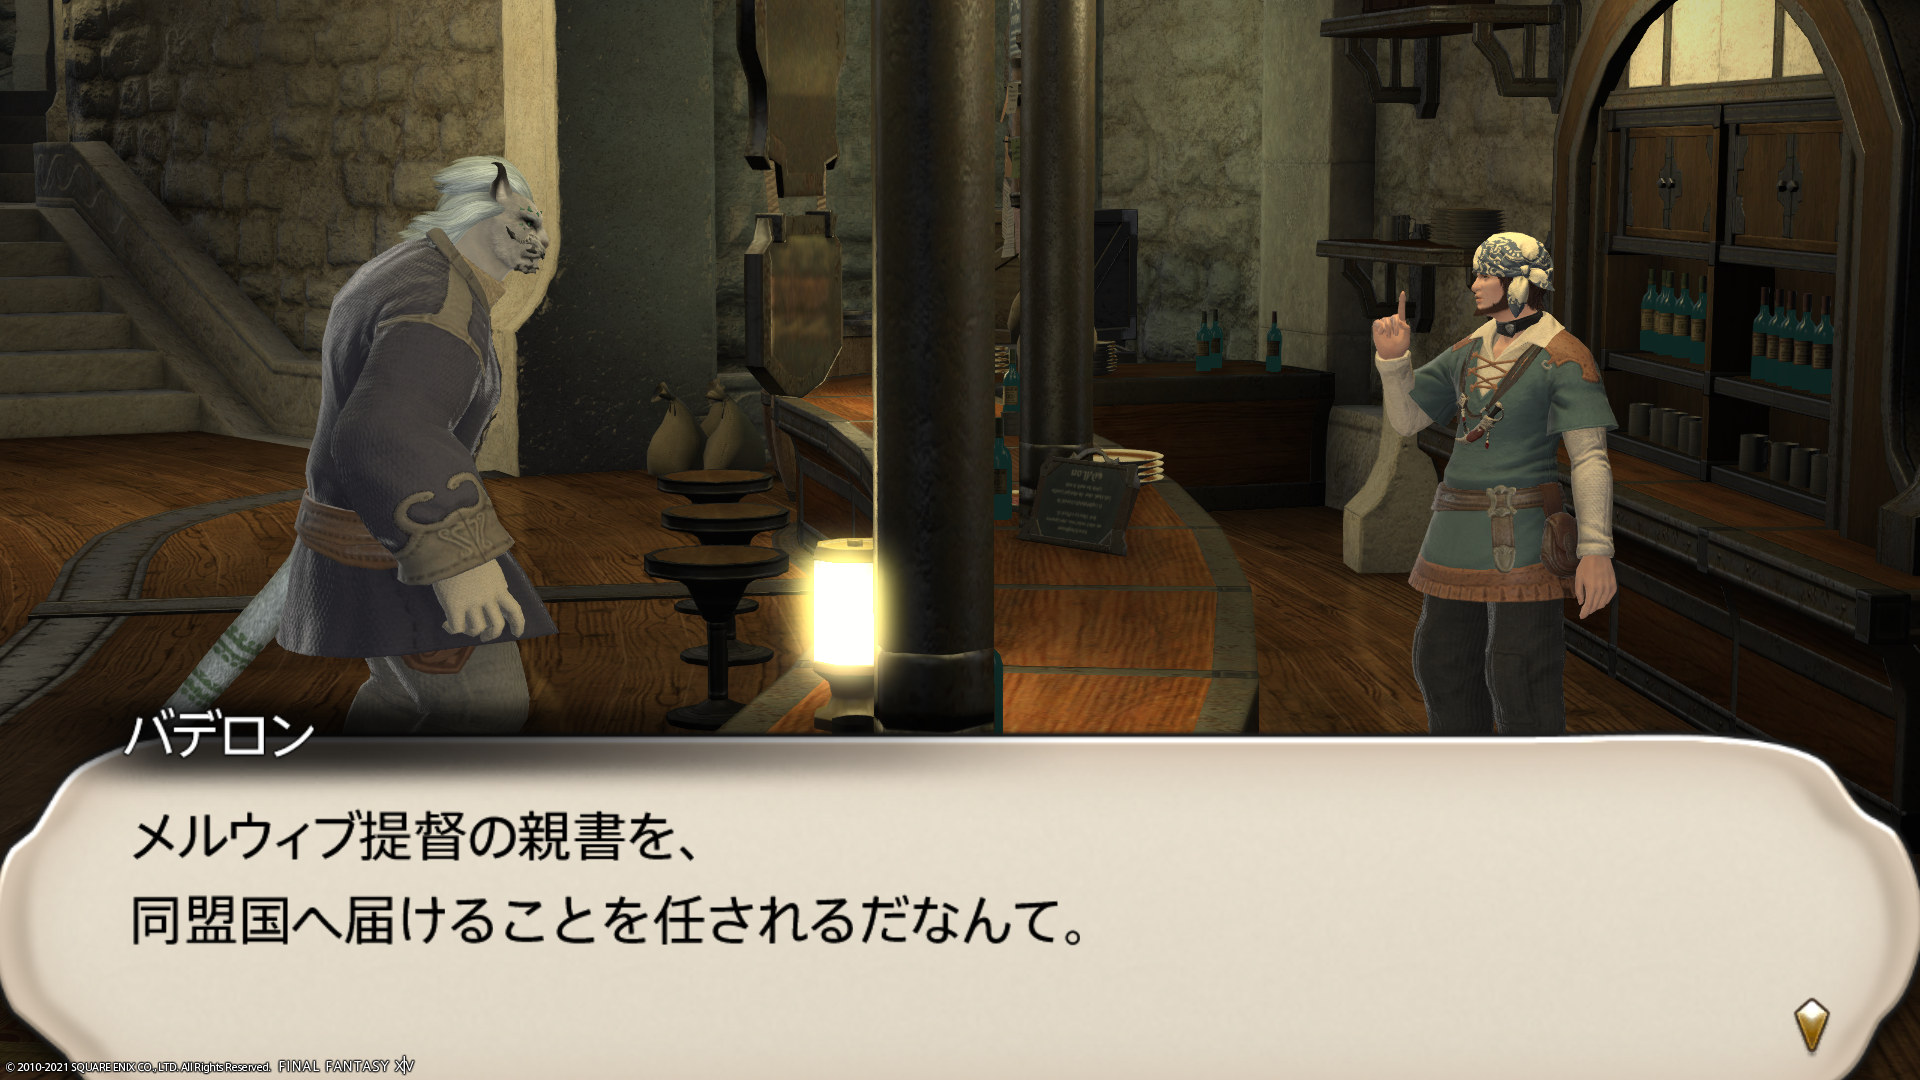 バデロン
メルウィブ提督の親書を、
同盟国へ届けることを任されるだなんて。
© 2010-2021 SQUARE ENIX CO., LTD. All Rights Reserved. FINAL FANTASY XIV